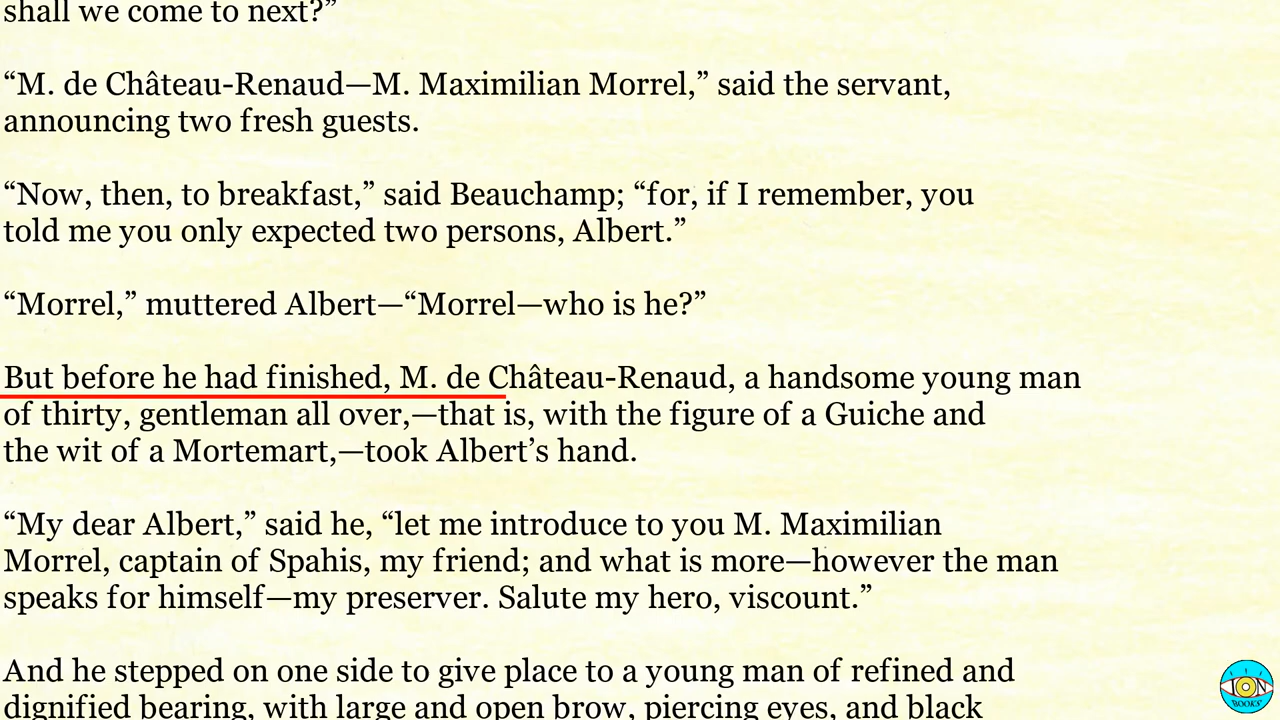 shall we come to next?”
“M. de Château-Renaud—M. Maximilian Morrel,” said the servant,
announcing two fresh guests.
“Now, then, to breakfast,” said Beauchamp; “for, if I remember, you
told me you only expected two persons, Albert.”
“Morrel,” muttered Albert—“Morrel—who is he?”
But before he had finished, M. de Château-Renaud, a handsome young man
of thirty, gentleman all over,—that is, with the figure of a Guiche and
the wit of a Mortemart,—took Albert’s hand.
“My dear Albert,” said he, “let me introduce to you M. Maximilian
Morrel, captain of Spahis, my friend; and what is more—however the man
speaks for himself—my preserver. Salute my hero, viscount.”
And he stepped on one side to give place to a young man of refined and
dignified bearing, with large and open brow, piercing eyes, and black
ION
BOOKS